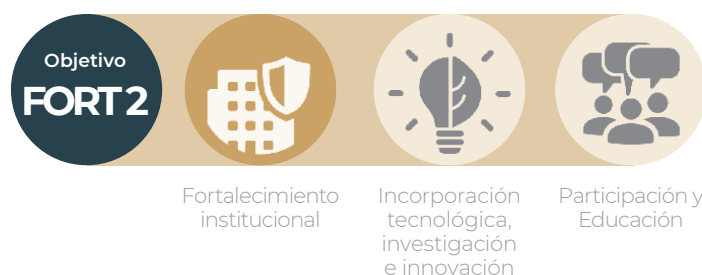 Objetivo
FORT 2
Fortalecimiento
institucional
Incorporación
tecnológica,
investigación
e innovación
Participación y
Educación